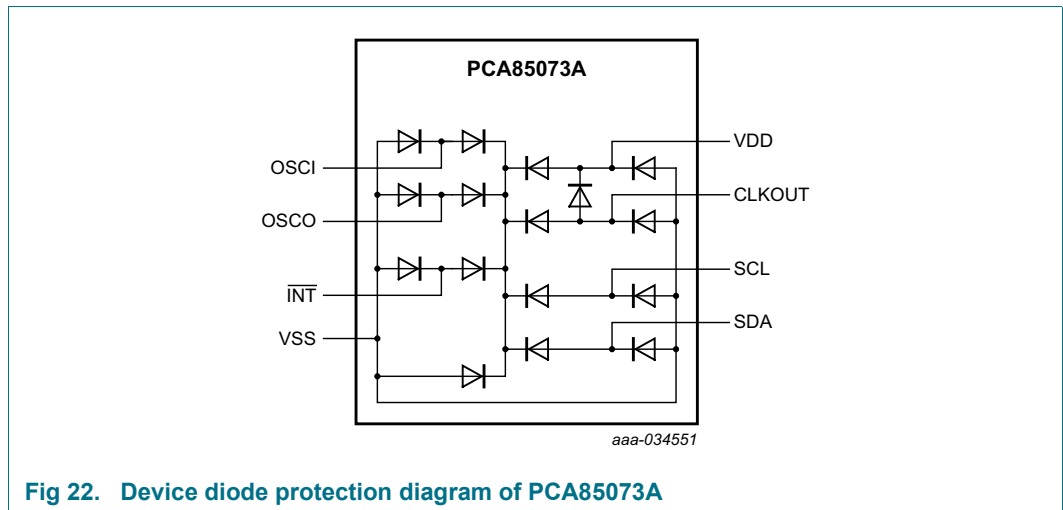 PCA85073A
OSCI
OSCO
INT
VSS
VDD
CLKOUT
SCL
SDA
aaa-034551
Fig 22. Device diode protection diagram of PCA85073A